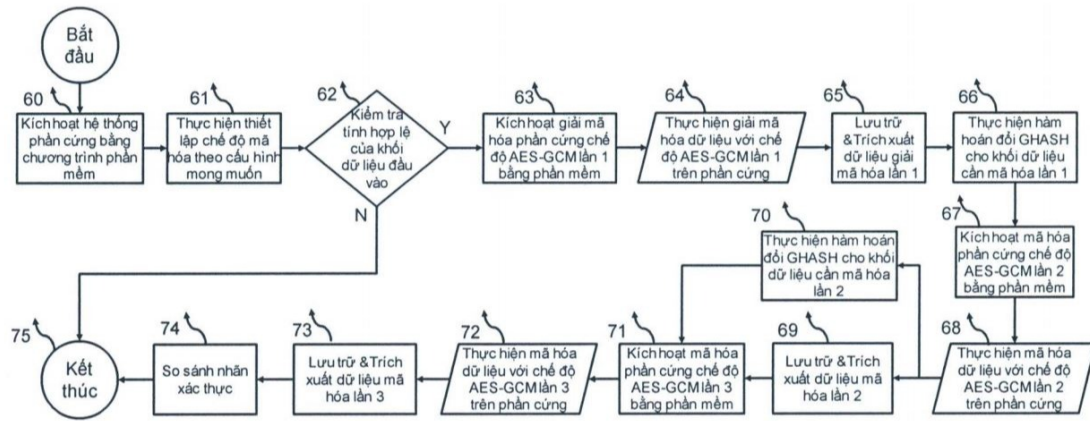 Bắt
đầu
60
Kích hoạt hệ thống
phần cứng bằng
chương trình phần
mềm
61
Thực hiện thiết
lập chế độ mã
hóa theo cấu hình
mong muốn
62
Kiểm tra
tính hợp lệ
của khối
dữ liệu đầu
vào
Y
N
63
Kích hoạt giải mã
hóa phần cứng chế
độ AES-GCM lần 1
bằng phần mềm
64
Thực hiện giải mã
hóa dữ liệu với chế
độ AES-GCM lần 1
trên phần cứng
65
Lưu trữ
&Trích xuất
dữ liệu giải
mã hóa lần 1
66
Thực hiện hàm
hoán đổi GHASH
cho khối dữ liệu
cần mã hóa lần 1
67
Kích hoạt mã hóa
phần cứng chế độ
AES-GCM lần 2
bằng phần mềm
68
Thực hiện mã hóa
dữ liệu với chế độ
AES-GCM lần 2
trên phần cứng
69
Lưu trữ & Trích
xuất dữ liệu mã
hóa lần 2
70
Thực hiện hàm hoán
đổi GHASH cho khối
dữ liệu cần mã hóa
lần 2
71
Kích hoạt mã hóa
phần cứng chế độ
AES-GCM lần 3
bằng phần mềm
72
Thực hiện mã hóa
dữ liệu với chế độ
AES-GCM lần 3
trên phần cứng
73
Lưu trữ & Trích
xuất dữ liệu mã
hóa lần 3
74
So sánh nhãn
xác thực
75
Kết
thúc